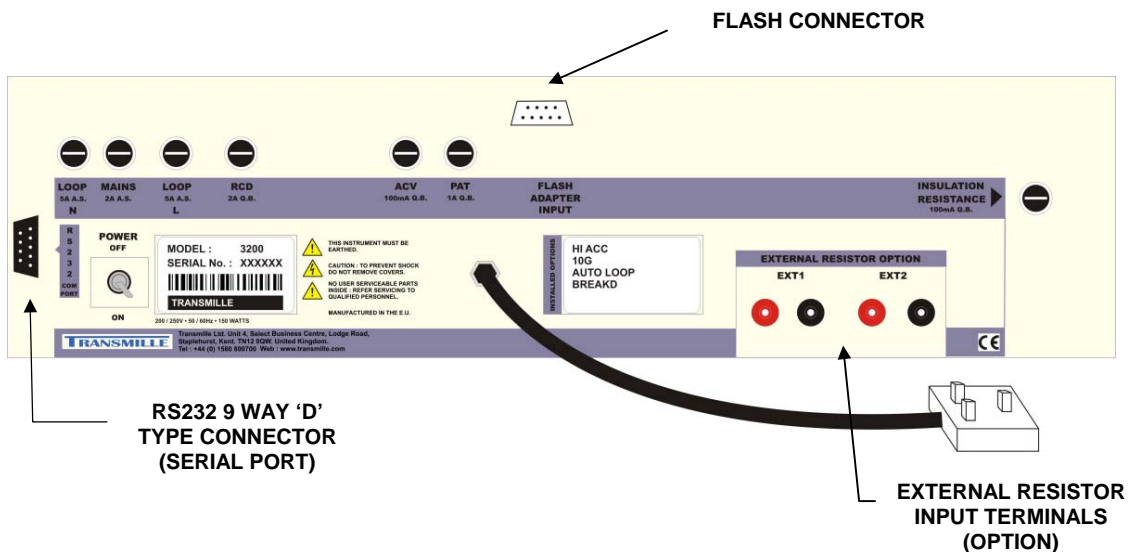 FLASH CONNECTOR
LOOP
5A A.S.
N
MAINS
2A A.S.
LOOP
5A A.S.
L
RCD
2A Q.B.
ACV
100mA Q.B.
PAT
1A Q.B.
FLASH
ADAPTER
INPUT
INSULATION
RESISTANCE
100mA Q.B.
RS232
COM
PORT
POWER
OFF
ON
MODEL : 3200
SERIAL No. : XXXXXX
TRANSMILLE
200 / 250V • 50 / 60Hz • 150 WATTS
THIS INSTRUMENT MUST BE
EARTHED.
CAUTION : TO PREVENT SHOCK
DO NOT REMOVE COVERS.
NO USER SERVICEABLE PARTS
INSIDE : REFER SERVICING TO
QUALIFIED PERSONNEL.
MANUFACTURED IN THE E.U.
INSTALLED OPTIONS
HI ACC
10G
AUTO LOOP
BREAKD
EXTERNAL RESISTOR OPTION
EXT1 EXT2
TRANSMILLE
Transmille Ltd. Unit 4, Select Business Centre, Lodge Road,
Staplehurst, Kent. TN12 9QW, United Kingdom.
Tel : +44 (0) 1580 890700 Web : www.transmille.com
CE
RS232 9 WAY ‘D’
TYPE CONNECTOR
(SERIAL PORT)
EXTERNAL RESISTOR
INPUT TERMINALS
(OPTION)